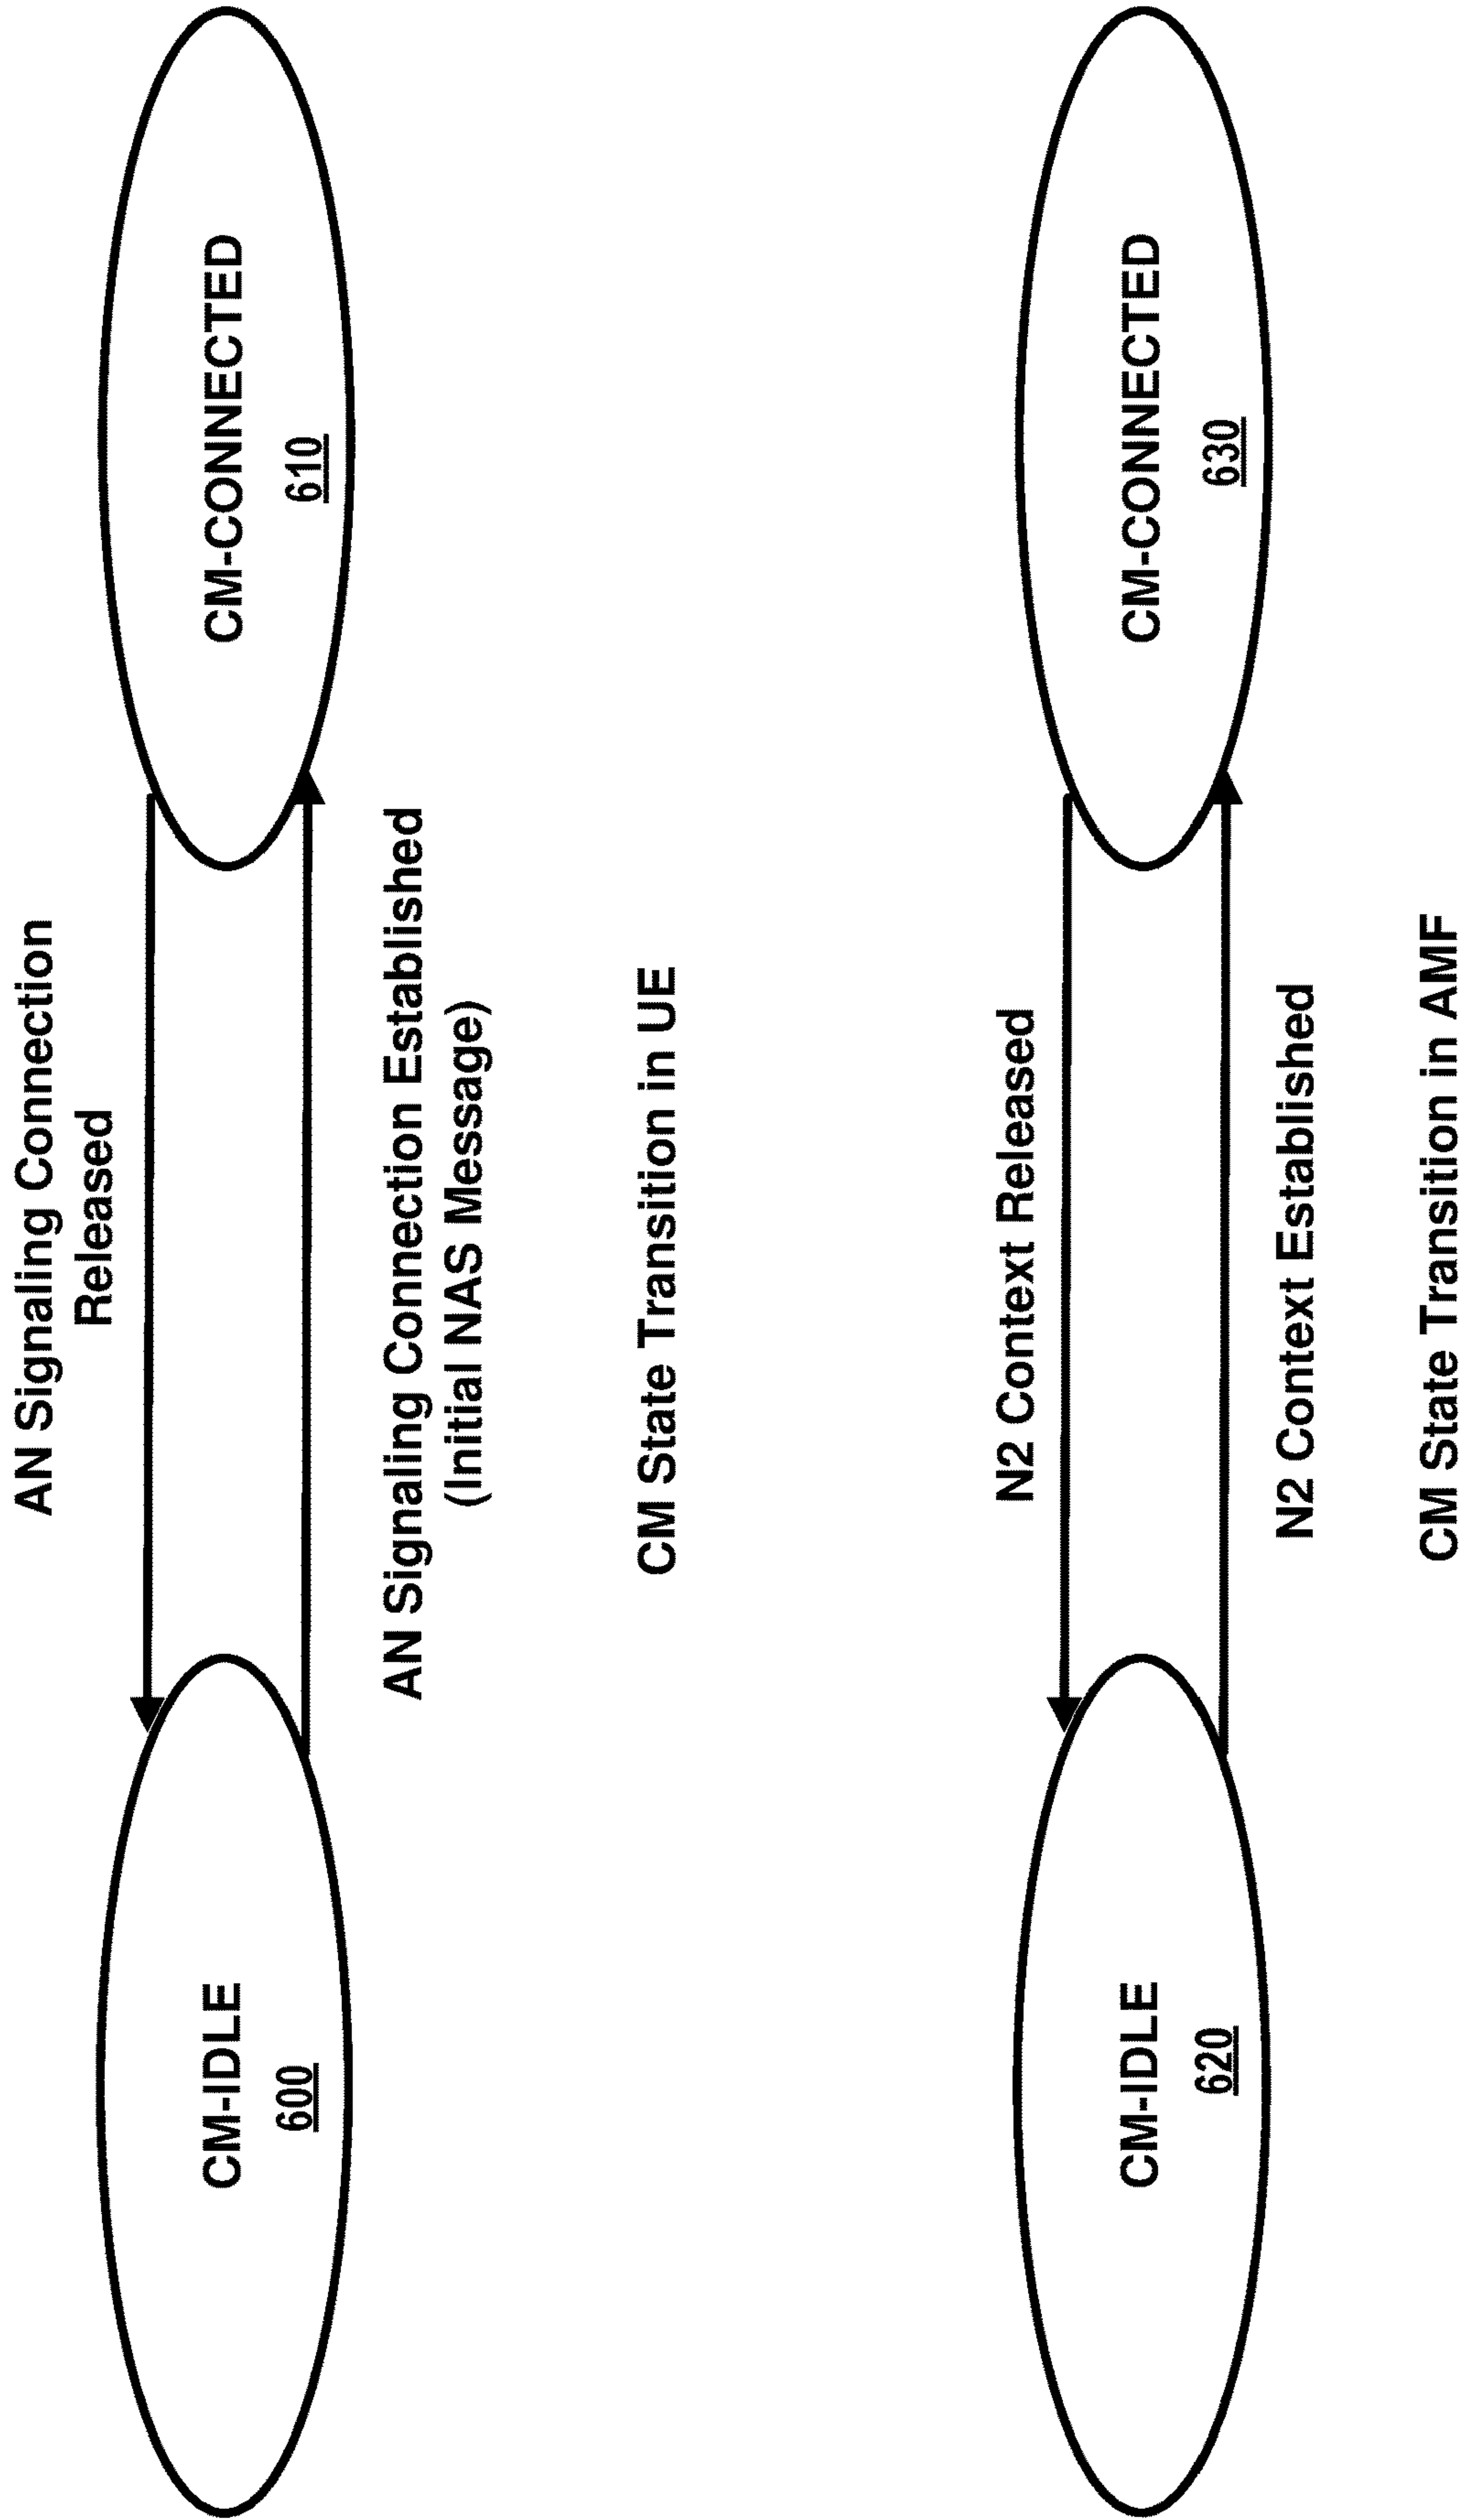 AN Signaling Connection
Released
CM-IDLE
600
CM-CONNECTED
610
AN Signaling Connection Established
(Initial NAS Message)
CM State Transition in UE
N2 Context Released
CM-IDLE
620
CM-CONNECTED
630
N2 Context Established
CM State Transition in AMF